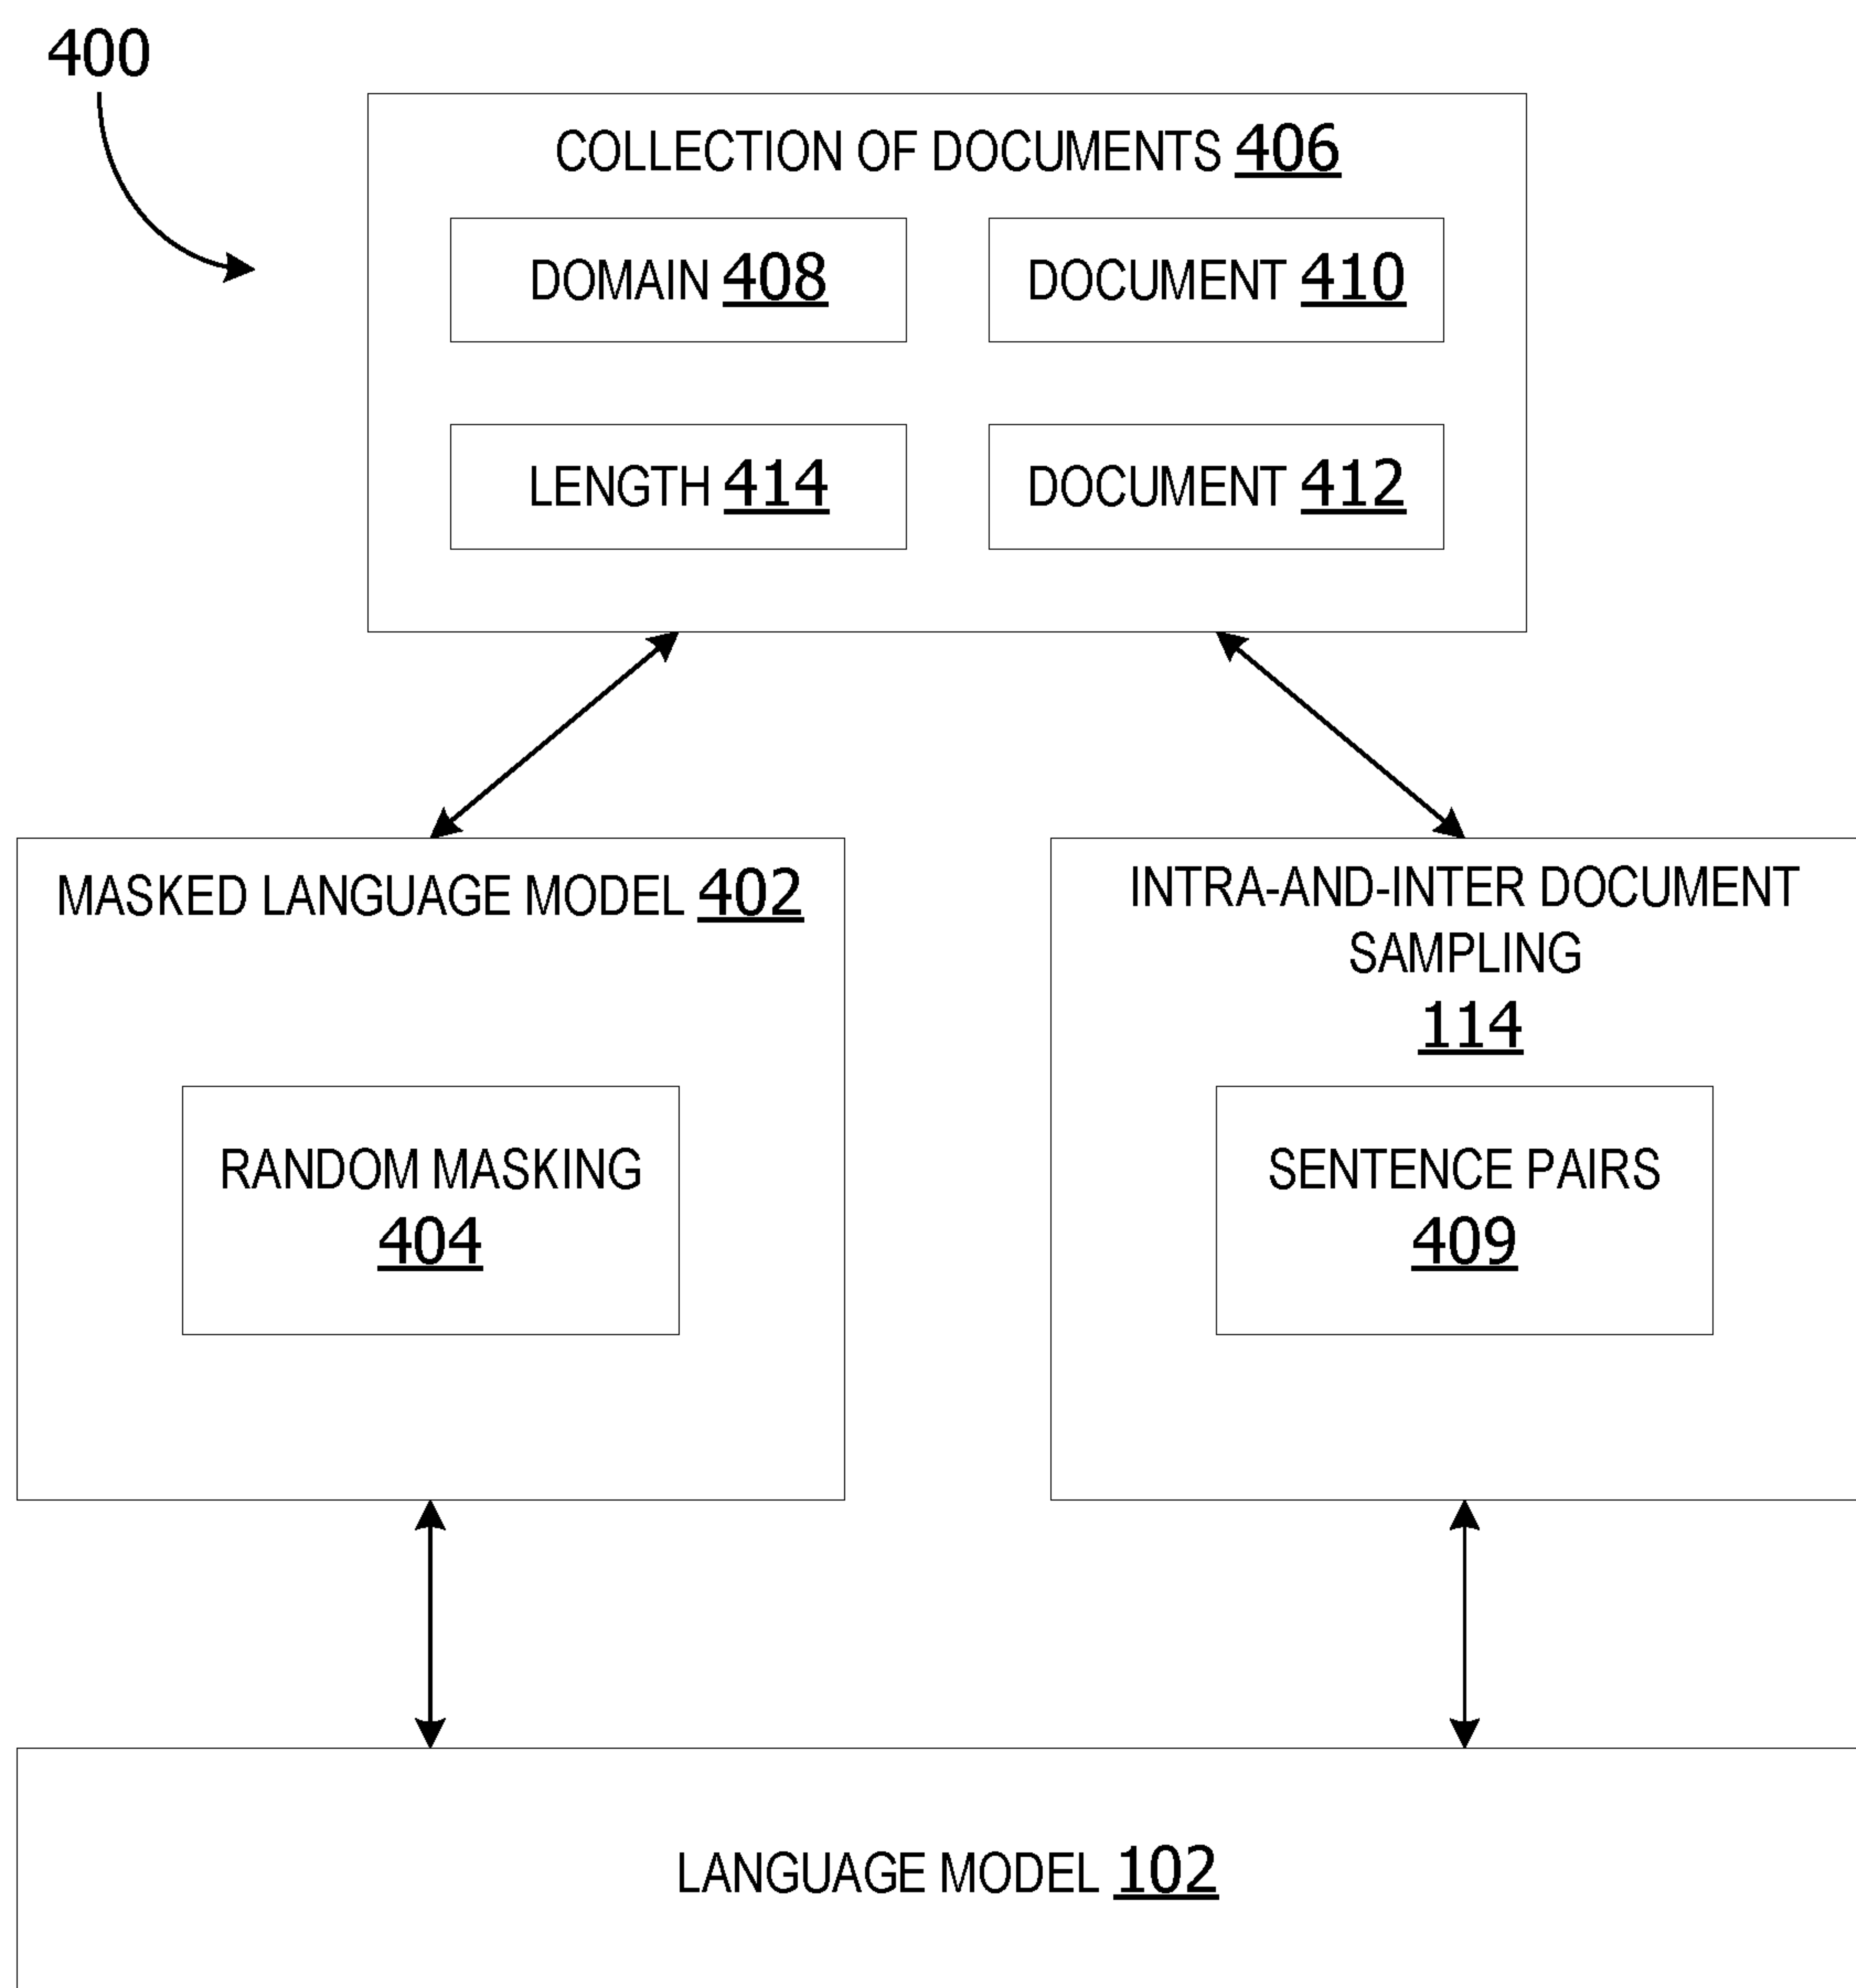 400
COLLECTION OF DOCUMENTS 406
DOMAIN 408
DOCUMENT 410
LENGTH 414
DOCUMENT 412
MASKED LANGUAGE MODEL 402
RANDOM MASKING
404
INTRA-AND-INTER DOCUMENT
SAMPLING
114
SENTENCE PAIRS
409
LANGUAGE MODEL 102